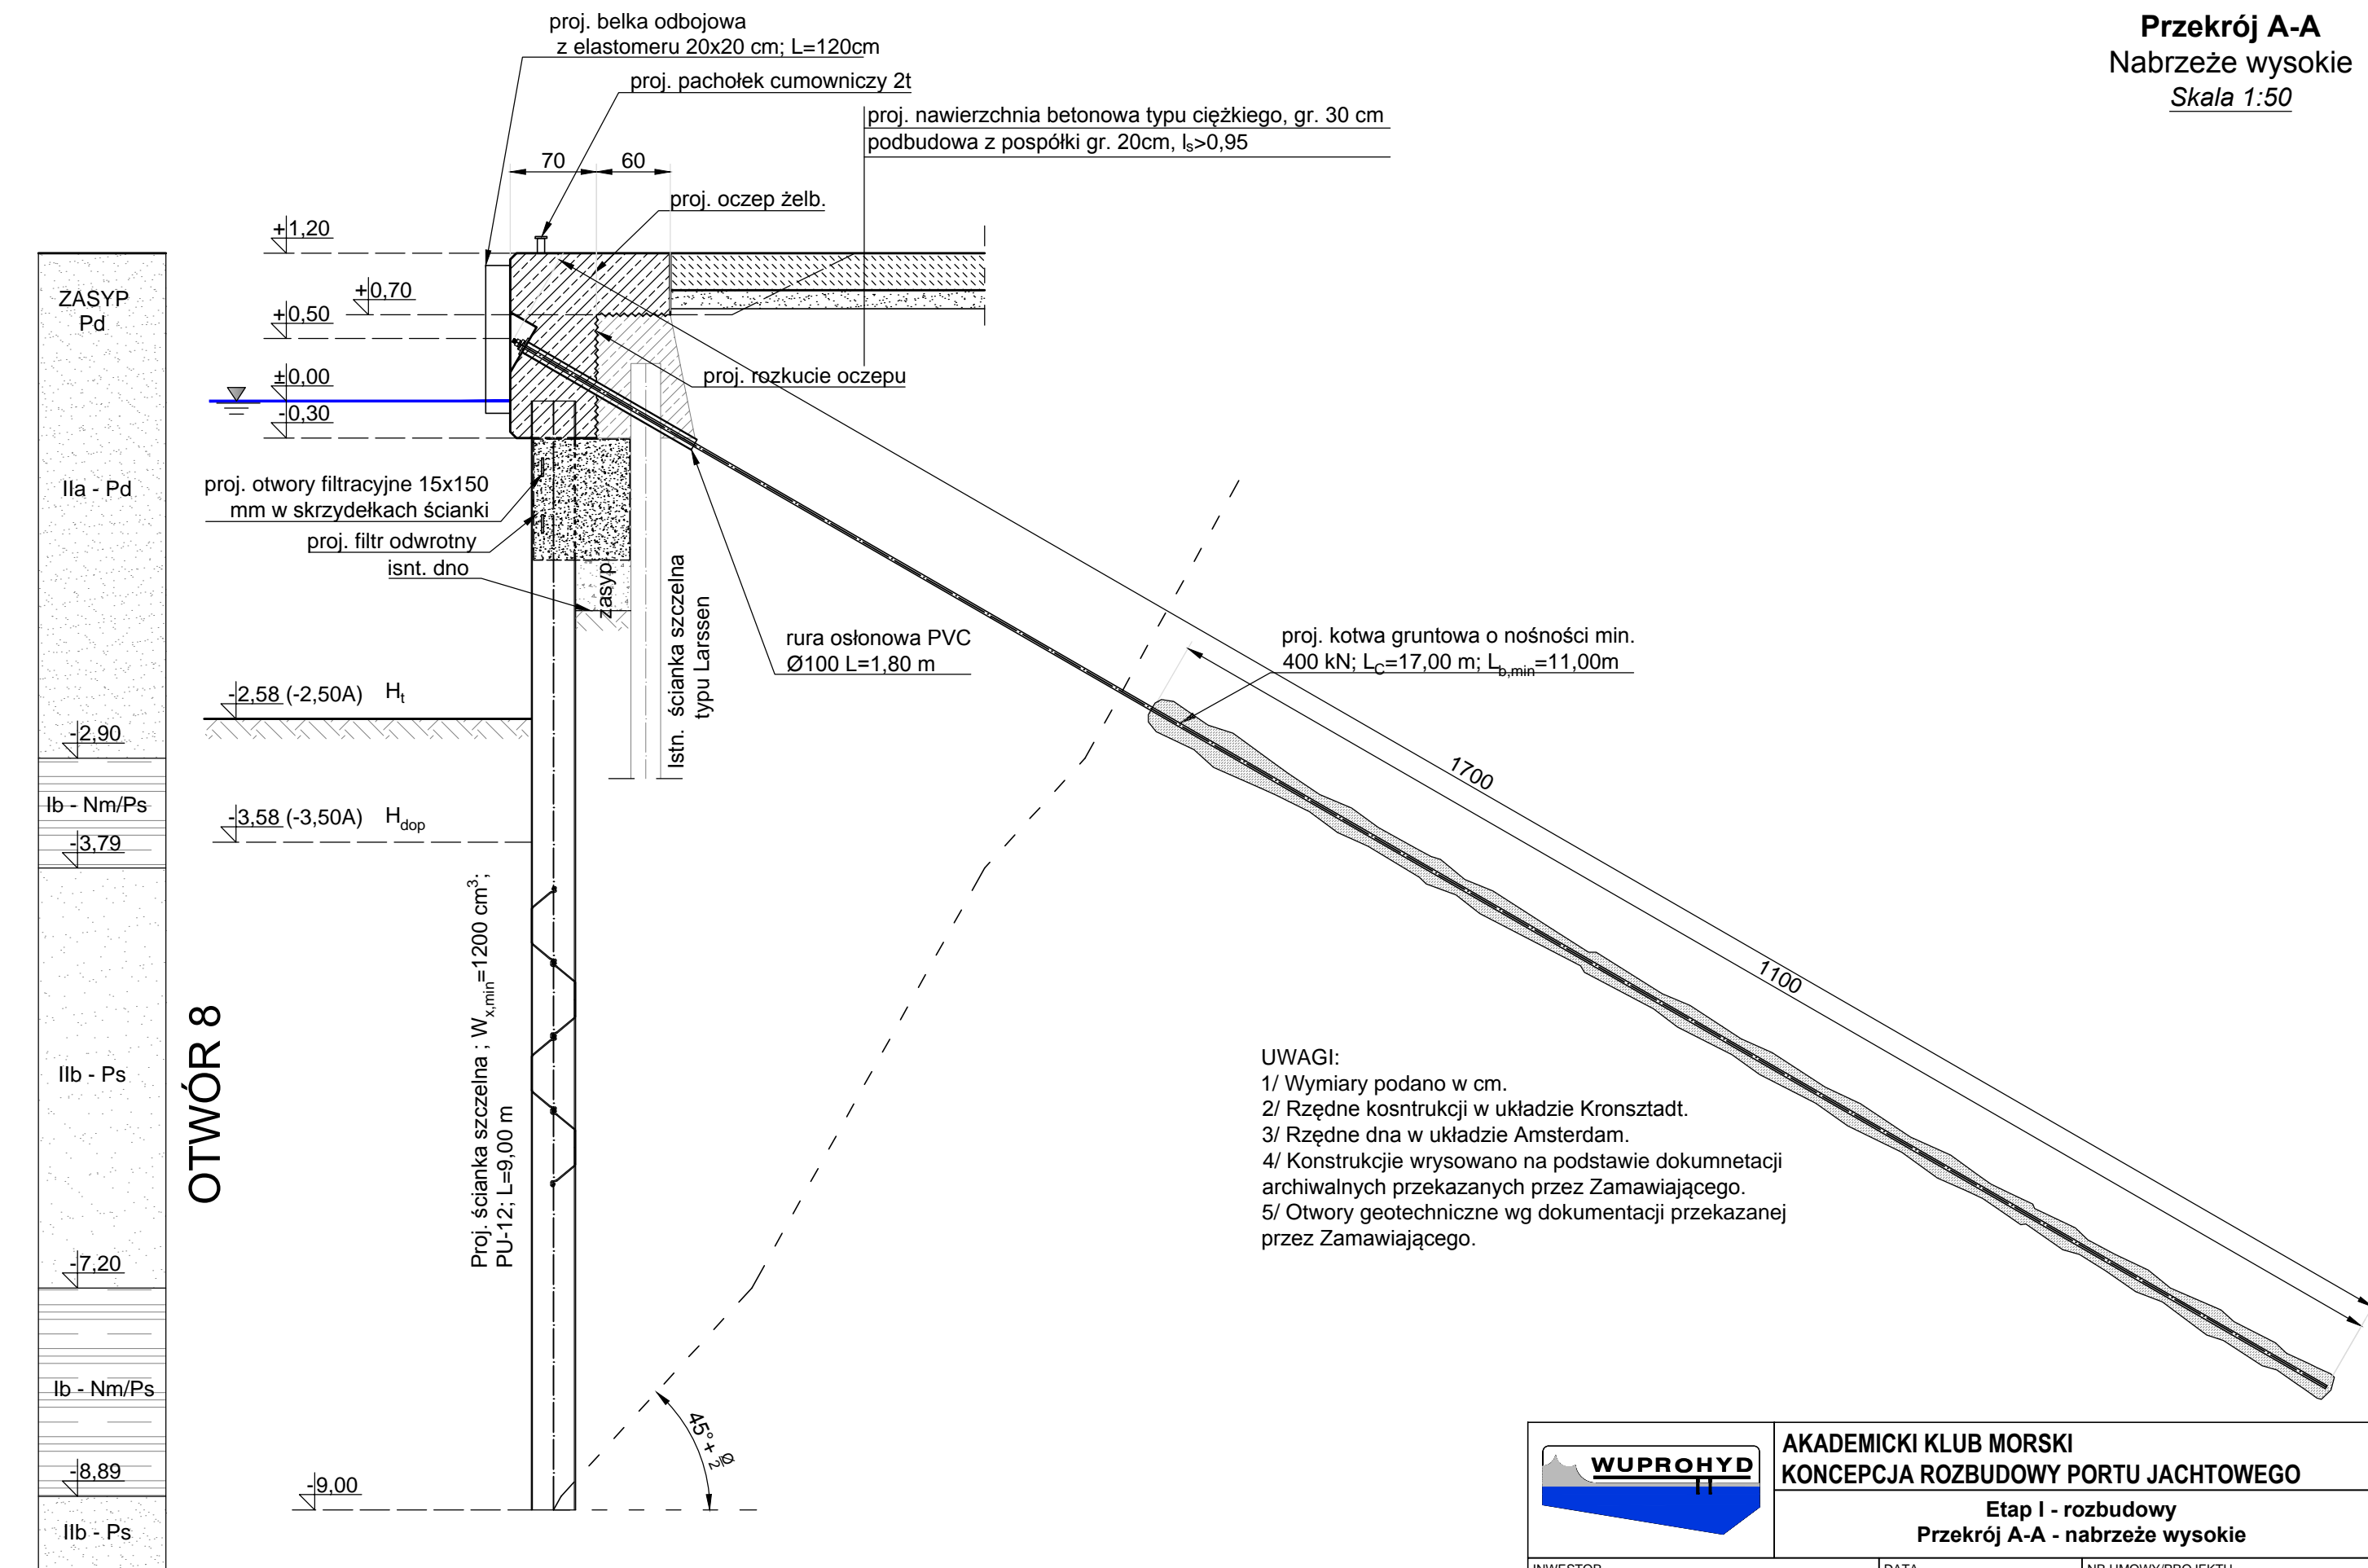 Przekrój A-A
Nabrzeże wysokie
Skala 1:50
proj. belka odbojowa
z elastomeru 20x20 cm; L=120cm
proj. pachołek cumowniczy 2t
proj. nawierzchnia betonowa typu ciężkiego, gr. 30 cm
podbudowa z pospółki gr. 20cm, Is>0,95
70
60
proj. oczep żelb.
+1,20
+0,70
+0,50
±0,00
-0,30
ZASYP
Pd
proj. rozkucie oczepu
IIa - Pd
proj. otwory filtracyjne 15x150
mm w skrzydełkach ścianki
proj. filtr odwrotny
isnt. dno
zasyp
Istn. ścianka szczelna
typu Larssen
rura osłonowa PVC
Ø100 L=1,80 m
proj. kotwa gruntowa o nośności min.
400 kN; LC=17,00 m; Lb,min=11,00m
-2,58 (-2,50A) Ht
-2,90
Ib - Nm/Ps
-3,58 (-3,50A) Hdop
-3,79
1700
1100
Proj. ścianka szczelna ; Wx,min=1200 cm3;
PU-12; L=9,00 m
OTWÓR 8
IIb - Ps
UWAGI:
1/ Wymiary podano w cm.
2/ Rzędne kosntrukcji w układzie Kronsztadt.
3/ Rzędne dna w układzie Amsterdam.
4/ Konstrukcjie wrysowano na podstawie dokumnetacji
archiwalnych przekazanych przez Zamawiającego.
5/ Otwory geotechniczne wg dokumentacji przekazanej
przez Zamawiającego.
-7,20
Ib - Nm/Ps
-8,89
-9,00
45°+ø/2
IIb - Ps
WUPROHYD
AKADEMICKI KLUB MORSKI
KONCEPCJA ROZBUDOWY PORTU JACHTOWEGO
Etap I - rozbudowy
Przekrój A-A - nabrzeże wysokie
INWESTOR
DATA
NR UMOWY/PROJEKTU